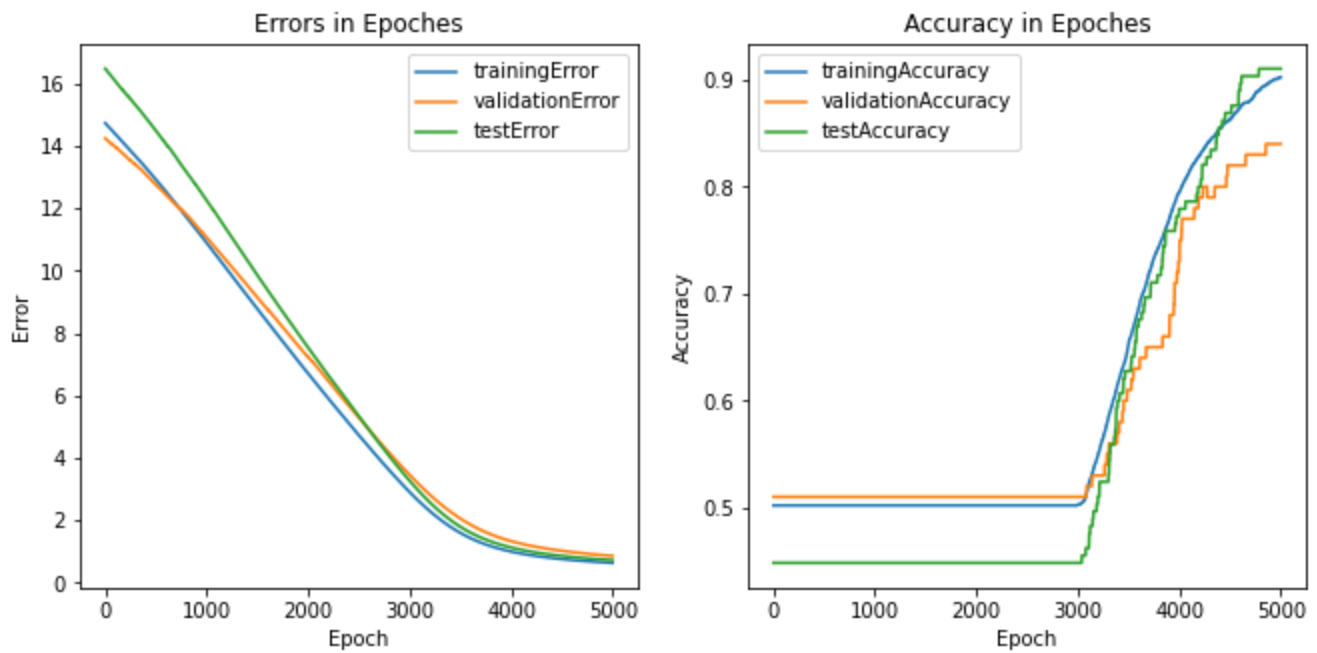 Errors in Epoches
trainingError
validationError
testError
16
14
12
10
8
6
4
2
0
Error
0 1000 2000 3000 4000 5000
Epoch
Accuracy in Epoches
trainingAccuracy
validationAccuracy
testAccuracy
0.9
0.8
0.7
0.6
0.5
Accuracy
0 1000 2000 3000 4000 5000
Epoch